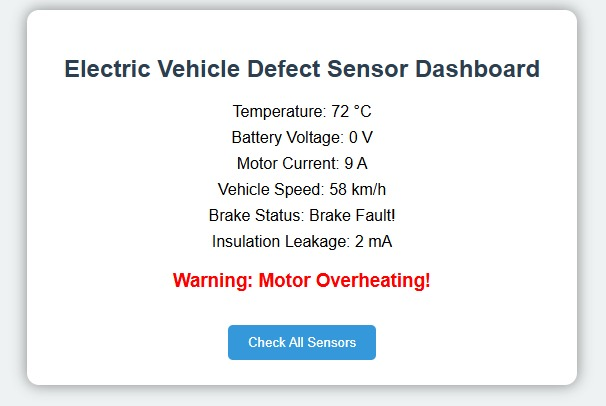 Electric Vehicle Defect Sensor Dashboard
Temperature: 72 °C
Battery Voltage: 0 V
Motor Current: 9 A
Vehicle Speed: 58 km/h
Brake Status: Brake Fault!
Insulation Leakage: 2 mA
Warning: Motor Overheating!
Check All Sensors